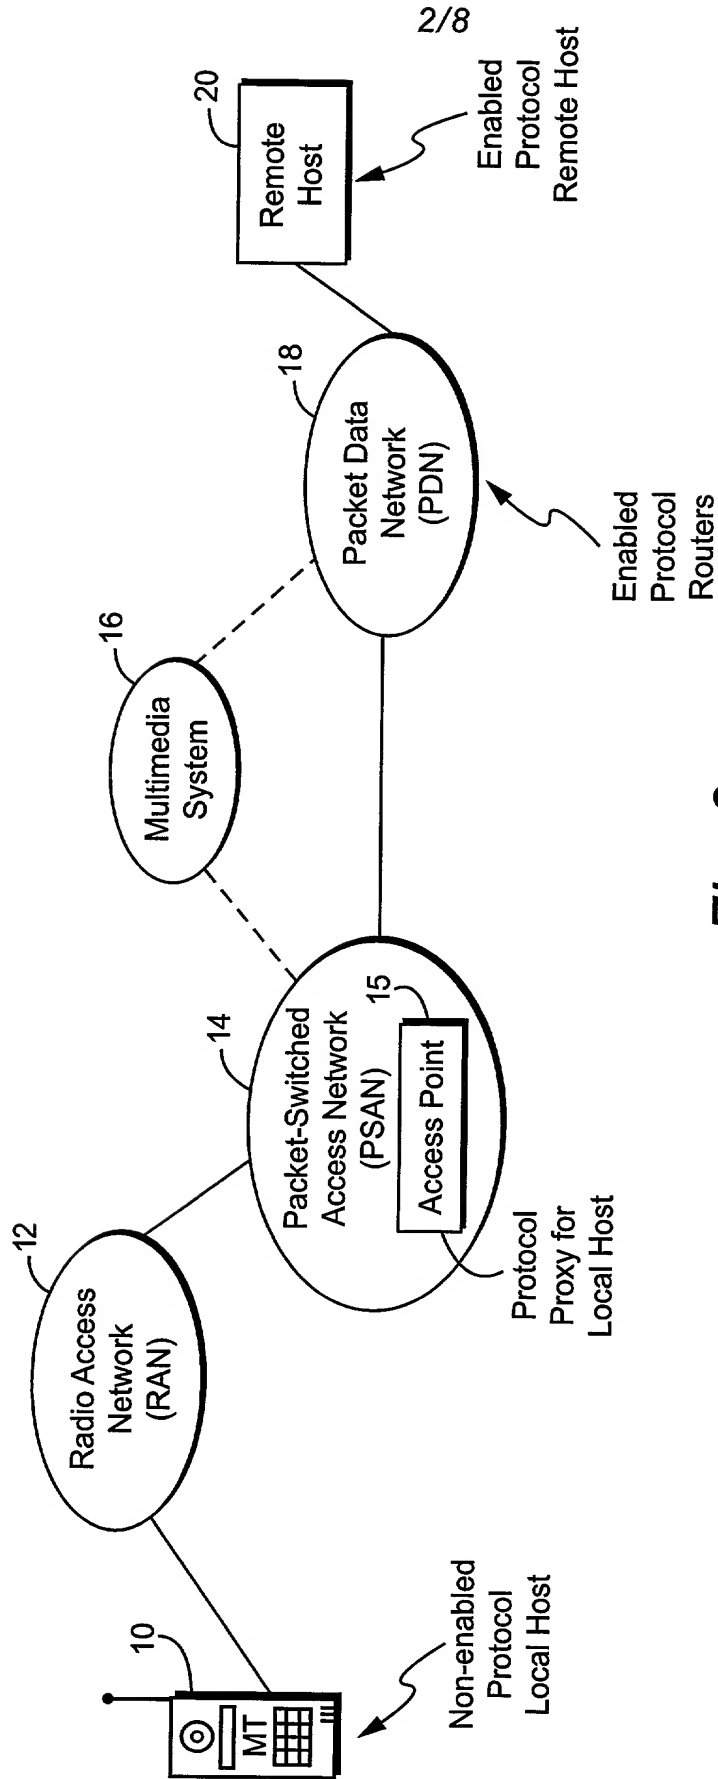 2/8
10
MT
Non-enabled
Protocol
Local Host
12
Radio Access
Network
(RAN)
14
Packet-Switched
Access Network
(PSAN)
15
Access Point
Protocol
Proxy for
Local Host
16
Multimedia
System
18
Packet Data
Network
(PDN)
Enabled
Protocol
Routers
20
Remote
Host
Enabled
Protocol
Remote Host